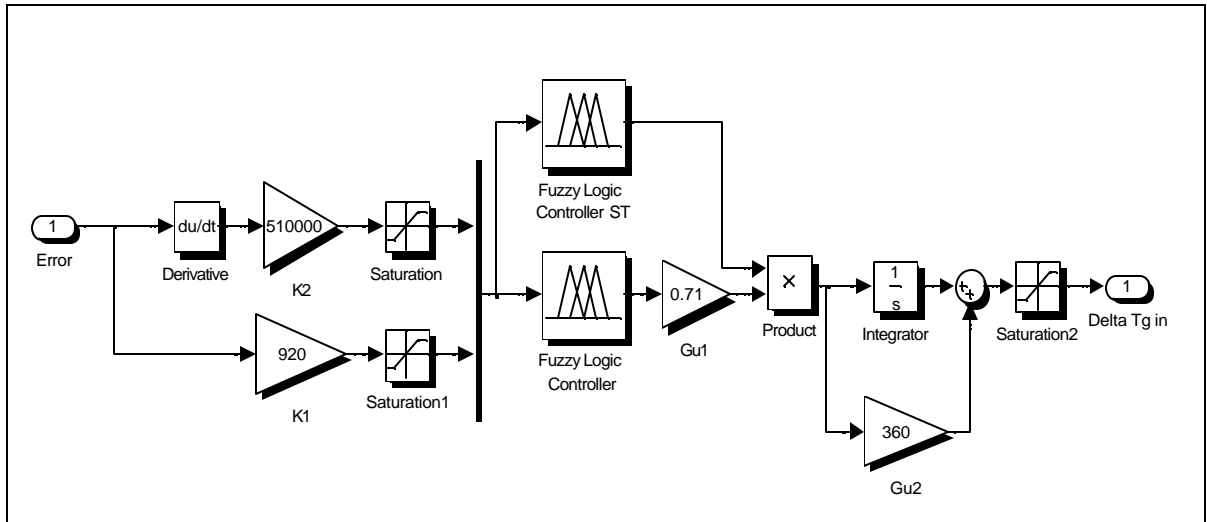 Fuzzy Logic
Controller ST
1
Error
du/dt
Derivative
510000
K2
Saturation
920
K1
Saturation1
Fuzzy Logic
Controller
0.71
Gu1
×
Product
1
s
Integrator
+
+
Saturation2
1
Delta Tg in
360
Gu2